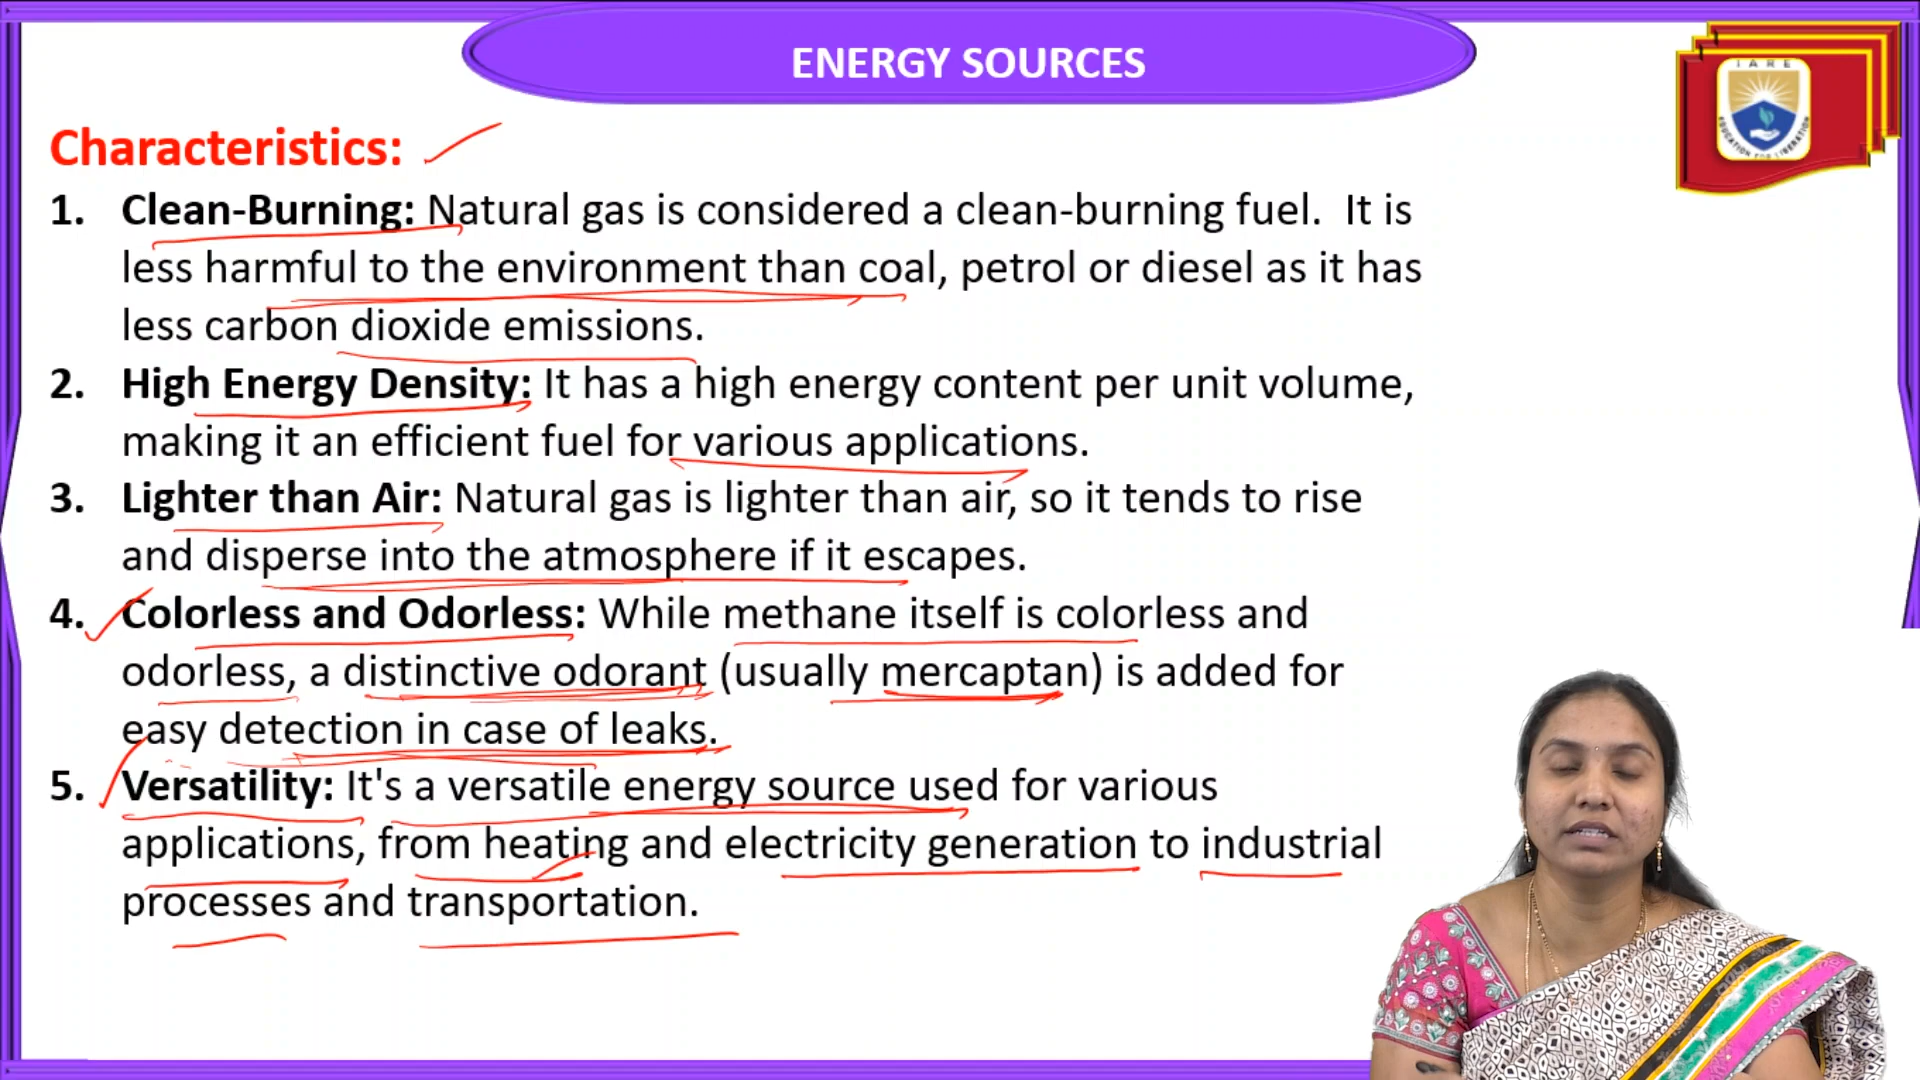 ENERGY SOURCES
IARE
EDUCATION FOR LIBERATION
Characteristics:
1. Clean-Burning: Natural gas is considered a clean-burning fuel. It is
less harmful to the environment than coal, petrol or diesel as it has
less carbon dioxide emissions.
2. High Energy Density: It has a high energy content per unit volume,
making it an efficient fuel for various applications.
3. Lighter than Air: Natural gas is lighter than air, so it tends to rise
and disperse into the atmosphere if it escapes.
4. Colorless and Odorless: While methane itself is colorless and
odorless, a distinctive odorant (usually mercaptan) is added for
easy detection in case of leaks.
5. Versatility: It's a versatile energy source used for various
applications, from heating and electricity generation to industrial
processes and transportation.